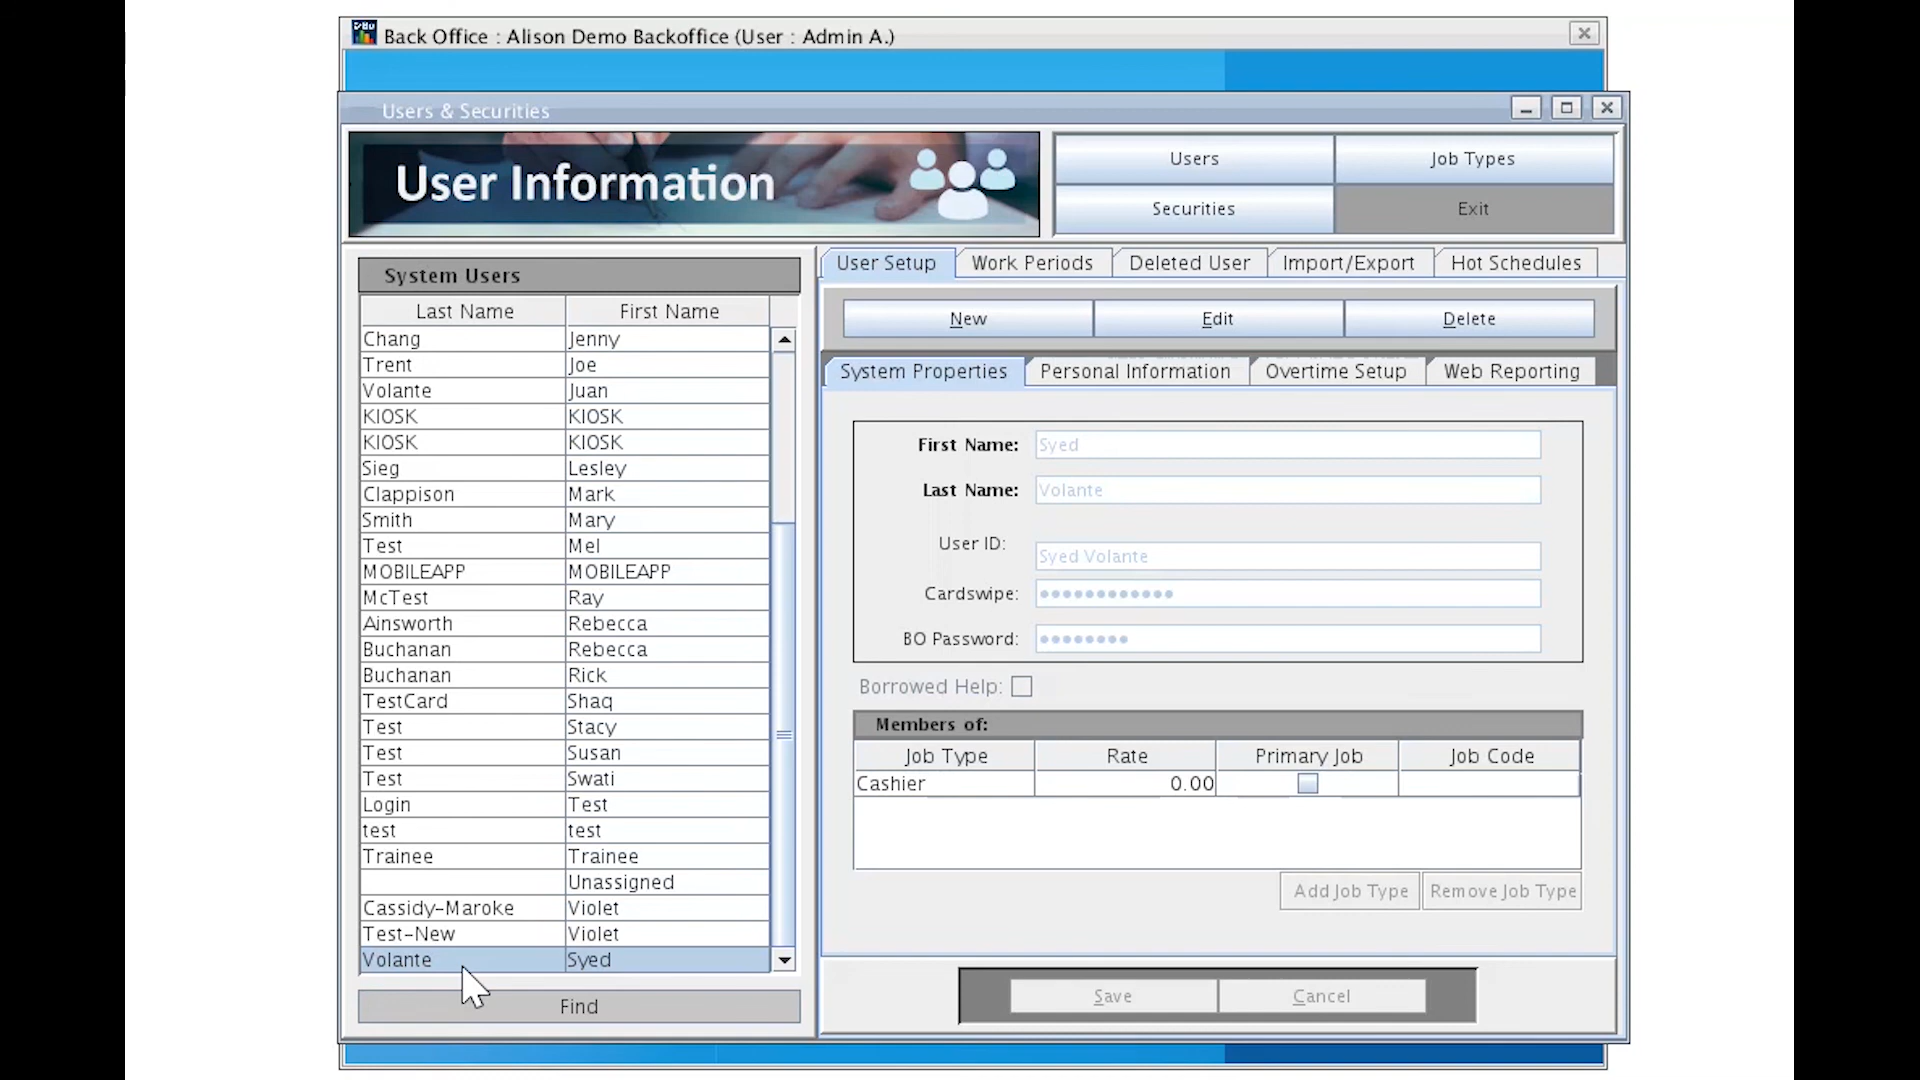 Back Office : Alison Demo Backoffice (User : Admin A.)
Users & Securities
User Information
Users
Job Types
Securities
Exit
System Users
Last Name First Name
Chang Jenny
Trent Joe
Volante Juan
KIOSK KIOSK
KIOSK KIOSK
Sieg Lesley
Clappison Mark
Smith Mary
Test Mel
MOBILEAPP MOBILEAPP
McTest Ray
Ainsworth Rebecca
Buchanan Rebecca
Buchanan Rick
TestCard Shaq
Test Stacy
Test Susan
Test Swati
Login Test
test test
Trainee Trainee
Unassigned
Cassidy-Maroke Violet
Test-New Violet
Volante Syed
Find
User Setup Work Periods Deleted User Import/Export Hot Schedules
New Edit Delete
System Properties Personal Information Overtime Setup Web Reporting
First Name: Syed
Last Name: Volante
User ID: Syed Volante
Cardswipe: ●●●●●●●●●●●●
BO Password: ●●●●●●●●
Borrowed Help:
Members of:
Job Type Rate Primary Job Job Code
Cashier 0.00
Add Job Type Remove Job Type
Save Cancel